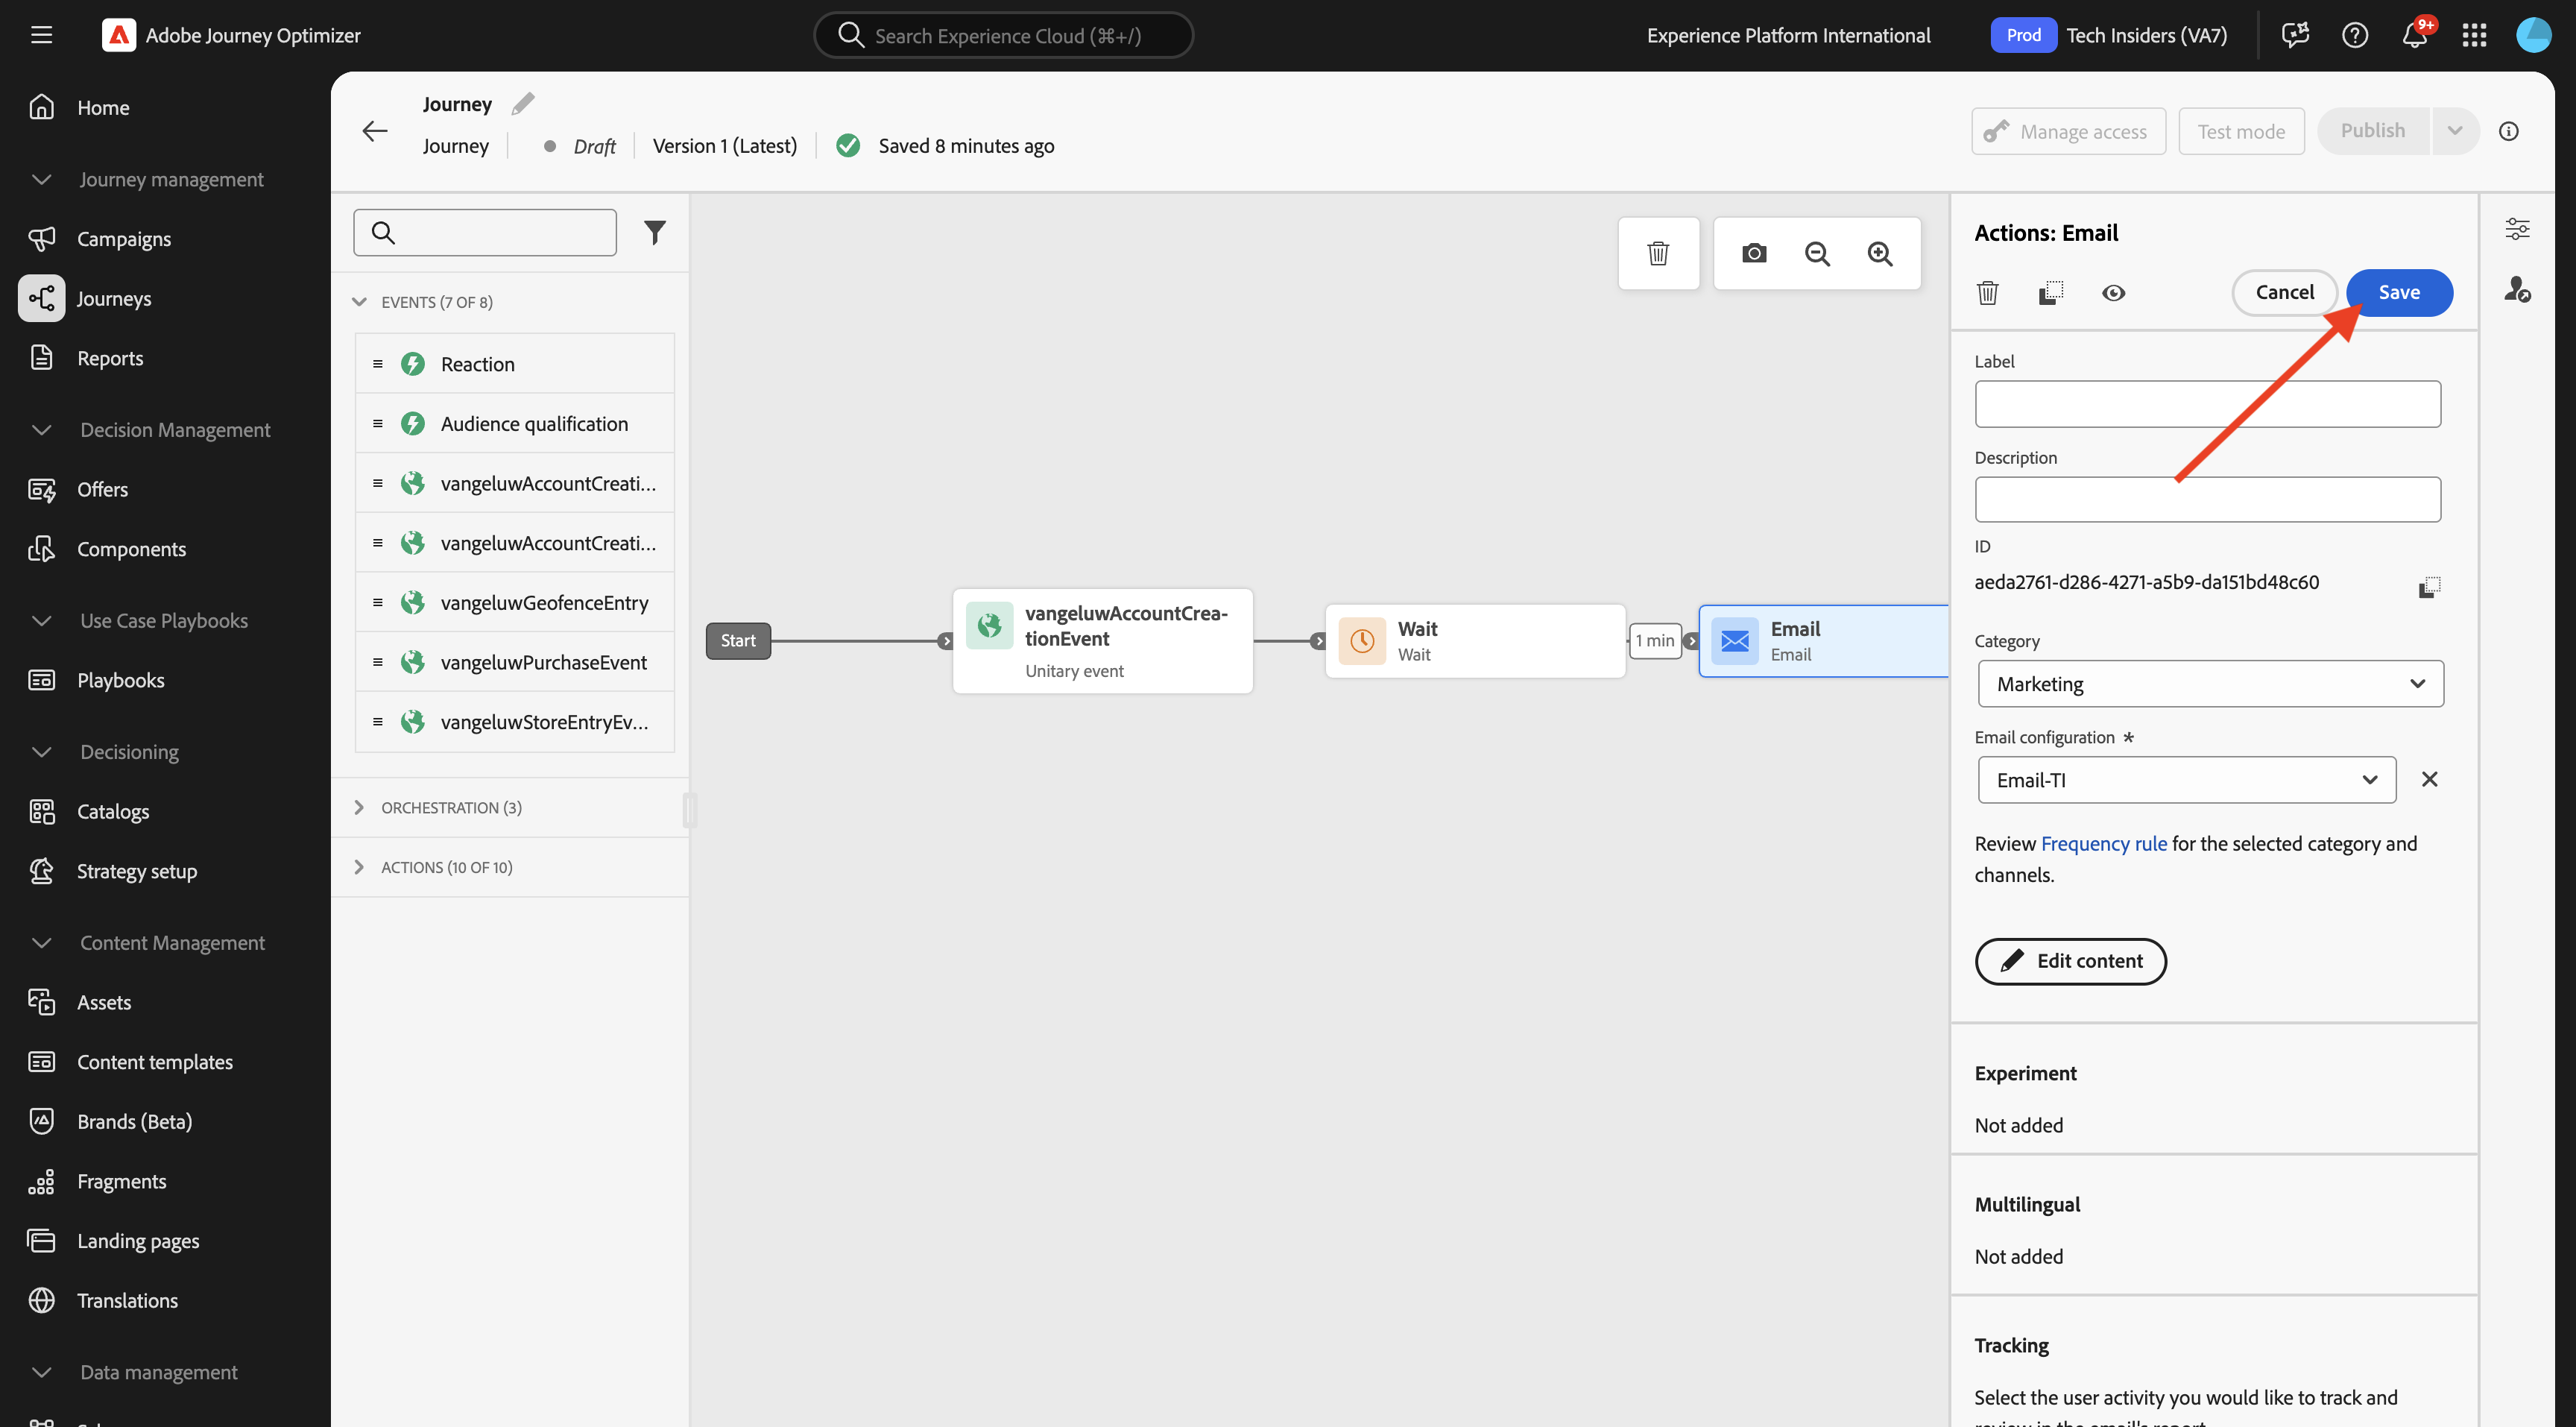 Adobe Journey Optimizer
Search Experience Cloud (⌘+/)
Experience Platform International
Prod
Tech Insiders (VA7)
9+
Home
Journey management
Campaigns
Journeys
Reports
Decision Management
Offers
Components
Use Case Playbooks
Playbooks
Decisioning
Catalogs
Strategy setup
Content Management
Assets
Content templates
Brands (Beta)
Fragments
Landing pages
Translations
Data management
Journey
Journey
Draft
Version 1 (Latest)
Saved 8 minutes ago
Manage access
Test mode
Publish
EVENTS (7 OF 8)
Reaction
Audience qualification
vangeluwAccountCreati...
vangeluwAccountCreati...
vangeluwGeofenceEntry
vangeluwPurchaseEvent
vangeluwStoreEntryEv...
ORCHESTRATION (3)
ACTIONS (10 OF 10)
Start
vangeluwAccountCrea-
tionEvent
Unitary event
Wait
Wait
1 min
Email
Email
Actions: Email
Cancel
Save
Label
Description
ID
aeda2761-d286-4271-a5b9-da151bd48c60
Category
Marketing
Email configuration *
Email-TI
Review Frequency rule for the selected category and
channels.
Edit content
Experiment
Not added
Multilingual
Not added
Tracking
Select the user activity you would like to track and